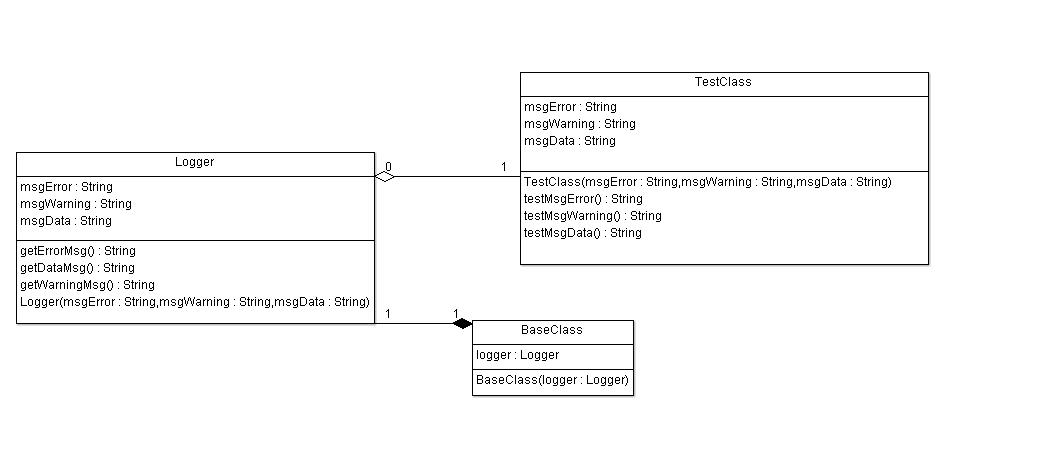 TestClass
msgError : String
msgWarning : String
msgData : String
TestClass(msgError : String,msgWarning : String,msgData : String)
testMsgError() : String
testMsgWarning() : String
testMsgData() : String
Logger
msgError : String
msgWarning : String
msgData : String
getErrorMsg() : String
getDataMsg() : String
getWarningMsg() : String
Logger(msgError : String,msgWarning : String,msgData : String)
0
1
1
1
BaseClass
logger : Logger
BaseClass(logger : Logger)